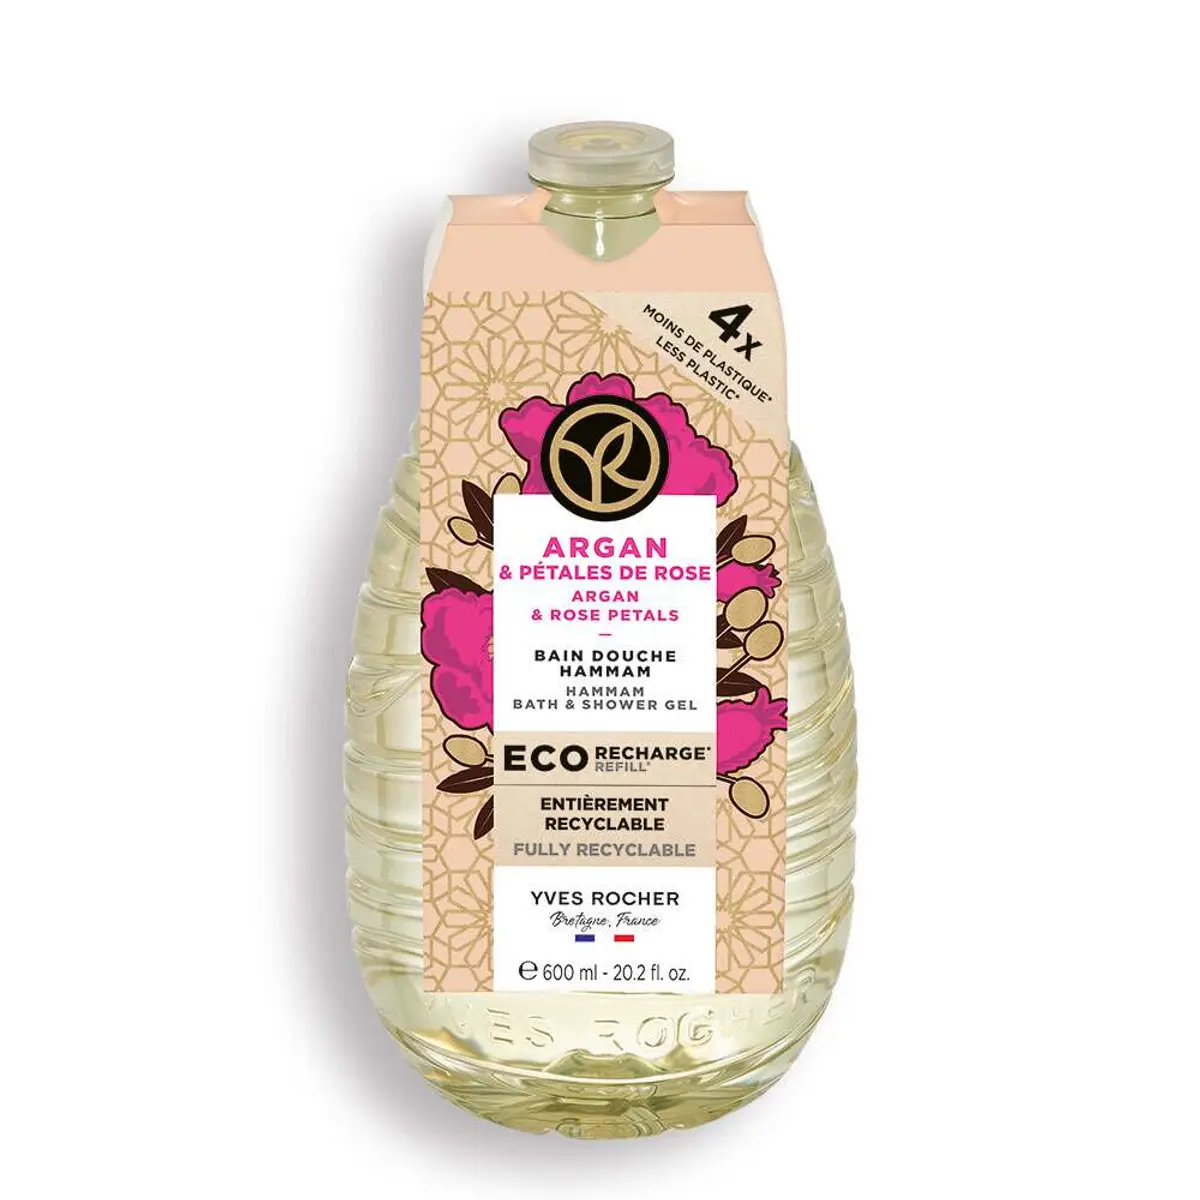 4x
MOINS DE PLASTIQUE*
LESS PLASTIC*
ARGAN
& PÉTALES DE ROSE
ARGAN
& ROSE PETALS
BAIN DOUCHE
HAMMAM
HAMMAM
BATH & SHOWER GEL
ECO RECHARGE*
REFILL*
ENTIÈREMENT
RECYCLABLE
FULLY RECYCLABLE
YVES ROCHER
Bretagne, France
℮ 600 ml - 20.2 fl. oz.
YVES ROCHER